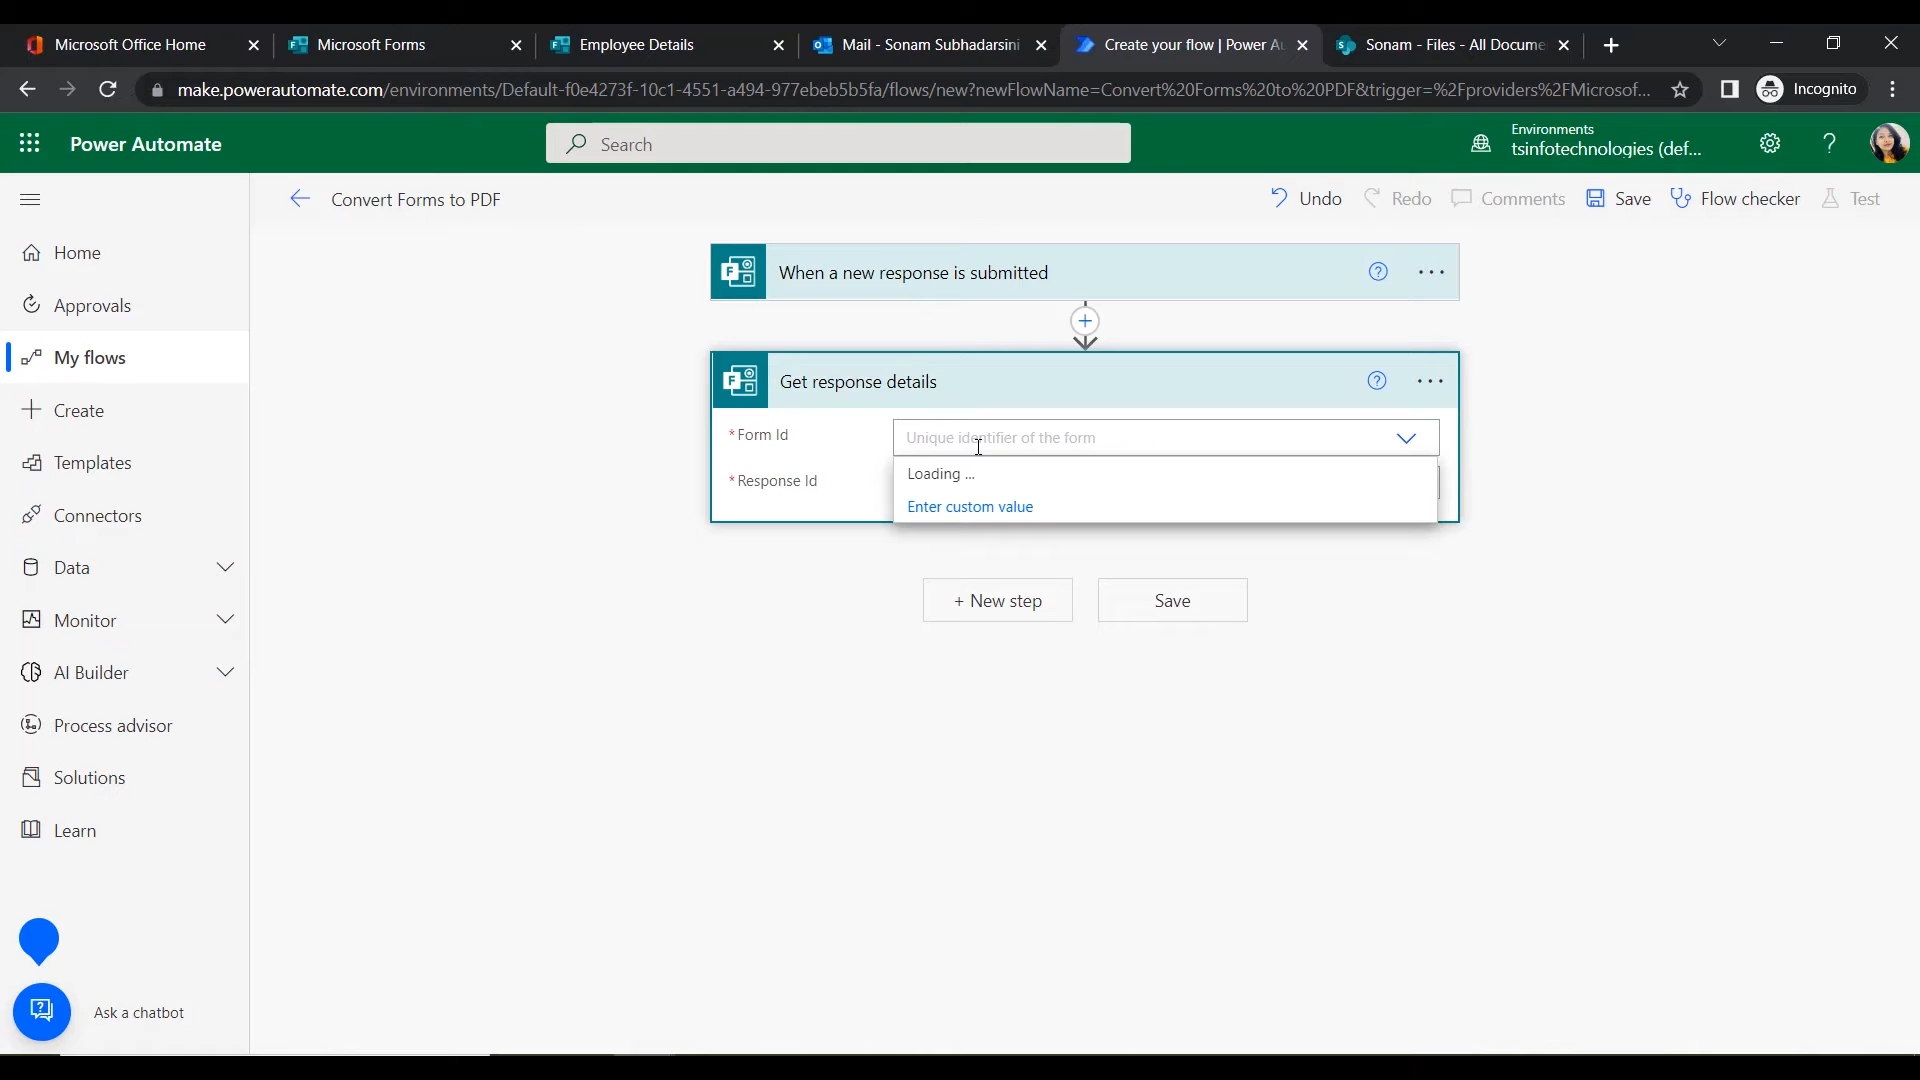 Microsoft Office Home
Microsoft Forms
Employee Details
Mail - Sonam Subhadarsini
Create your flow | Power Au
Sonam - Files - All Docume
make.powerautomate.com/environments/Default-f0e4273f-10c1-4551-a494-977ebeb5b5fa/flows/new?newFlowName=Convert%20Forms%20to%20PDF&trigger=%2Fproviders%2FMicrosof...
Incognito
Power Automate
Search
Environments
tsinfotechnologies (def...
Convert Forms to PDF
Undo
Redo
Comments
Save
Flow checker
Test
Home
Approvals
My flows
Create
Templates
Connectors
Data
Monitor
AI Builder
Process advisor
Solutions
Learn
Ask a chatbot
When a new response is submitted
Get response details
* Form Id
Unique identifier of the form
Loading ...
* Response Id
Enter custom value
+ New step
Save